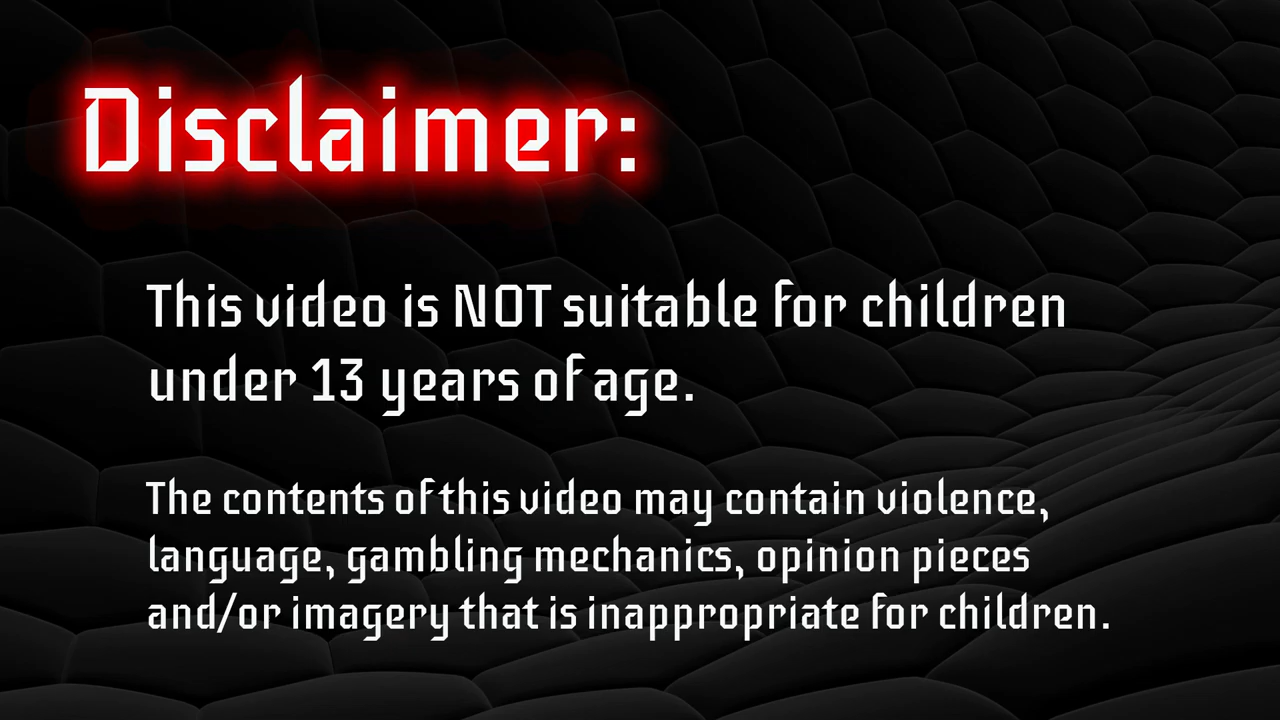 Disclaimer:
This video is NOT suitable for children
under 13 years of age.
The contents of this video may contain violence,
language, gambling mechanics, opinion pieces
and/or imagery that is inappropriate for children.